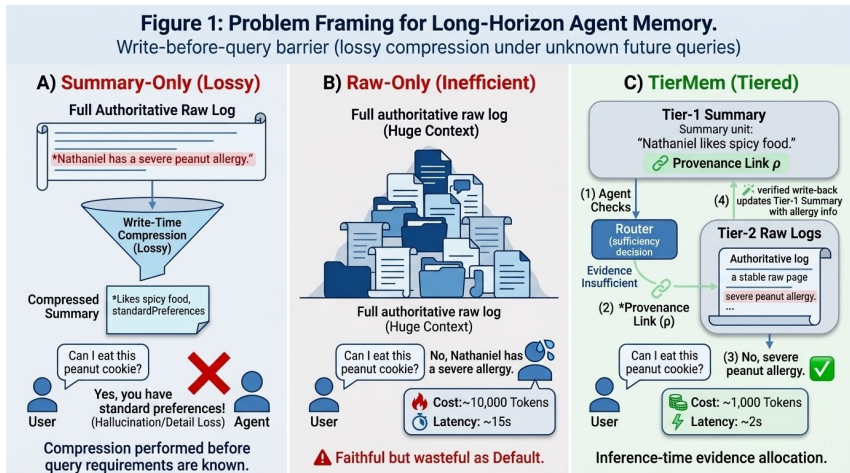 Figure 1: Problem Framing for Long-Horizon Agent Memory.
Write-before-query barrier (lossy compression under unknown future queries)
A) Summary-Only (Lossy)
Full Authoritative Raw Log
*Nathaniel has a severe peanut allergy.”
Write-Time
Compression
(Lossy)
Compressed
Summary
*Likes spicy food,
standardPreferences
Can I eat this
peanut cookie?
User
Yes, you have
standard preferences!
(Hallucination/Detail Loss)
Agent
Compression performed before
query requirements are known.
B) Raw-Only (Inefficient)
Full authoritative raw log
(Huge Context)
Full authoritative raw log
(Huge Context)
Can I eat this
peanut cookie?
User
No, Nathaniel has
a severe allergy.
Cost:~10,000 Tokens
Latency: ~15s
Faithful but wasteful as Default.
C) TierMem (Tiered)
Tier-1 Summary
Summary unit:
“Nathaniel likes spicy food.”
Provenance Link ρ
(1) Agent
Checks
Router
(sufficiency
decision
Evidence
Insufficient
(2) *Provenance
Link (ρ)
(4)
verified write-back
updates Tier-1 Summary
with allergy info
Tier-2 Raw Logs
Authoritative log
a stable raw page
severe peanut allergy.
...
Can I eat this
peanut cookie?
User
(3) No, severe
peanut allergy.
Cost: ~1,000 Tokens
Latency: ~2s
Inference-time evidence allocation.